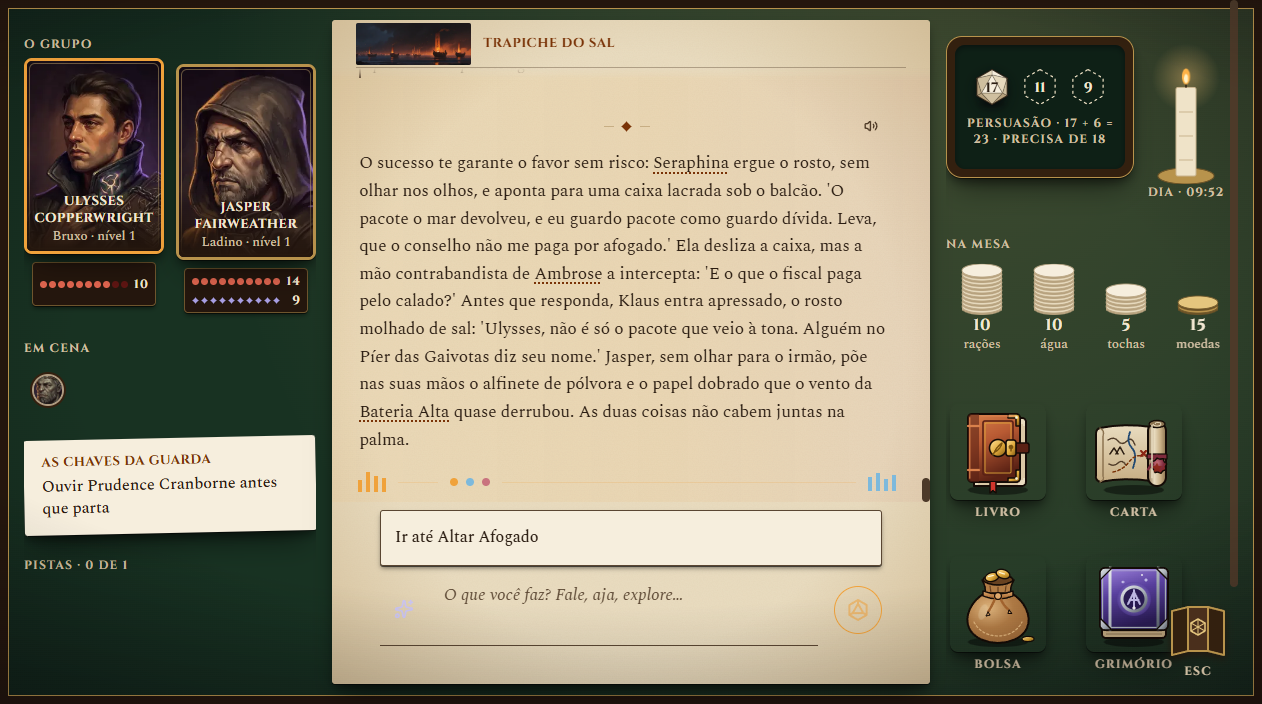 O GRUPO
ULYSSES
COPPERWRIGHT
Bruxo · nível 1
10
JASPER
FAIRWEATHER
Ladino · nível 1
14
9
EM CENA
AS CHAVES DA GUARDA
Ouvir Prudence Cranborne antes
que parta
PISTAS · 0 DE 1
TRAPICHE DO SAL
O sucesso te garante o favor sem risco: Seraphina ergue o rosto, sem
olhar nos olhos, e aponta para uma caixa lacrada sob o balcão. 'O
pacote o mar devolveu, e eu guardo pacote como guardo dívida. Leva,
que o conselho não me paga por afogado.' Ela desliza a caixa, mas a
mão contrabandista de Ambrose a intercepta: 'E o que o fiscal paga
pelo calado?' Antes que responda, Klaus entra apressado, o rosto
molhado de sal: 'Ulysses, não é só o pacote que veio à tona. Alguém no
Píer das Gaivotas diz seu nome.' Jasper, sem olhar para o irmão, põe
nas suas mãos o alfinete de pólvora e o papel dobrado que o vento da
Bateria Alta quase derrubou. As duas coisas não cabem juntas na
palma.
Ir até Altar Afogado
O que você faz? Fale, aja, explore...
17
11
9
PERSUASÃO · 17 + 6 =
23 · PRECISA DE 18
DIA · 09:52
NA MESA
10
rações
10
água
5
tochas
15
moedas
LIVRO
CARTA
BOLSA
GRIMÓRIO
ESC